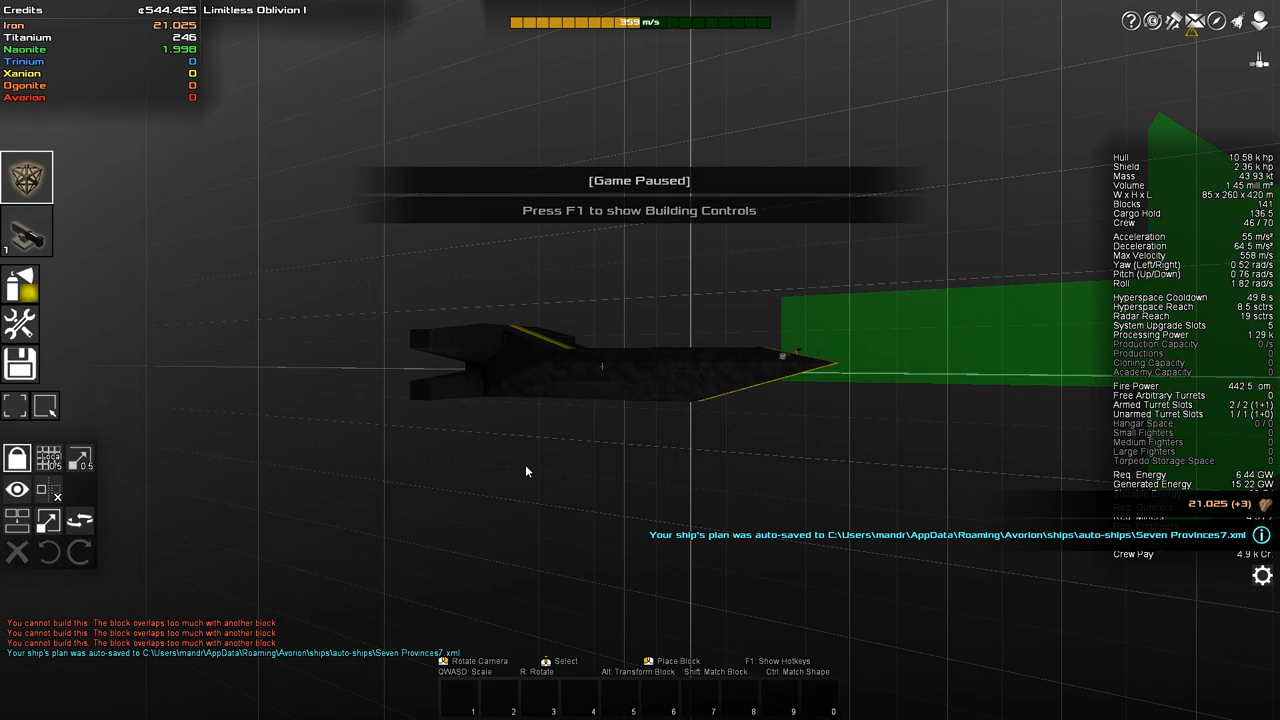 Credits ¢544.425 Limitless Oblivion I
Iron 21.025
Titanium 246
Naonite 1.998
Trinium 0
Xanion 0
Ogonite 0
Avorion 0
359 m/s
[Game Paused]
Press F1 to show Building Controls
1
Local
0.5
0.5
Hull 10.58 k hp
Shield 2.36 k hp
Mass 43.93 kt
Volume 1.45 mill m³
W x H x L 85 x 260 x 420 m
Blocks 141
Cargo Hold 136.5
Crew 46 / 70
Acceleration 55 m/s²
Deceleration 64.5 m/s²
Max Velocity 558 m/s
Yaw (Left/Right) 0.52 rad/s
Pitch (Up/Down) 0.76 rad/s
Roll 1.82 rad/s
Hyperspace Cooldown 49.8 s
Hyperspace Reach 8.5 sctrs
Radar Reach 19 sctrs
System Upgrade Slots 5
Processing Power 1.29 k
Production Capacity 0 /s
Productions 0
Cloning Capacity 0
Academy Capacity 0
Fire Power 442.5 om
Free Arbitrary Turrets 0
Armed Turret Slots 2 / 2 (1+1)
Unarmed Turret Slots 1 / 1 (1+0)
Hangar Space 0 / 0
Small Fighters 0
Medium Fighters 0
Large Fighters 0
Torpedo Storage Space 0
Req. Energy 6.44 GW
Generated Energy 15.22 GW
21.025 (+3)
Your ship's plan was auto-saved to C:\Users\mandr\AppData\Roaming\Avorion\ships\auto-ships\Seven Provinces7.xml
Crew Pay 4.9 k Cr.
You cannot build this. The block overlaps too much with another block
You cannot build this. The block overlaps too much with another block
You cannot build this. The block overlaps too much with another block
Your ship's plan was auto-saved to C:\Users\mandr\AppData\Roaming\Avorion\ships\auto-ships\Seven Provinces7.xml
Rotate Camera Select Place Block F1: Show Hotkeys
QWASD: Scale R: Rotate Alt: Transform Block Shift: Match Block Ctrl: Match Shape
1 2 3 4 5 6 7 8 9 0